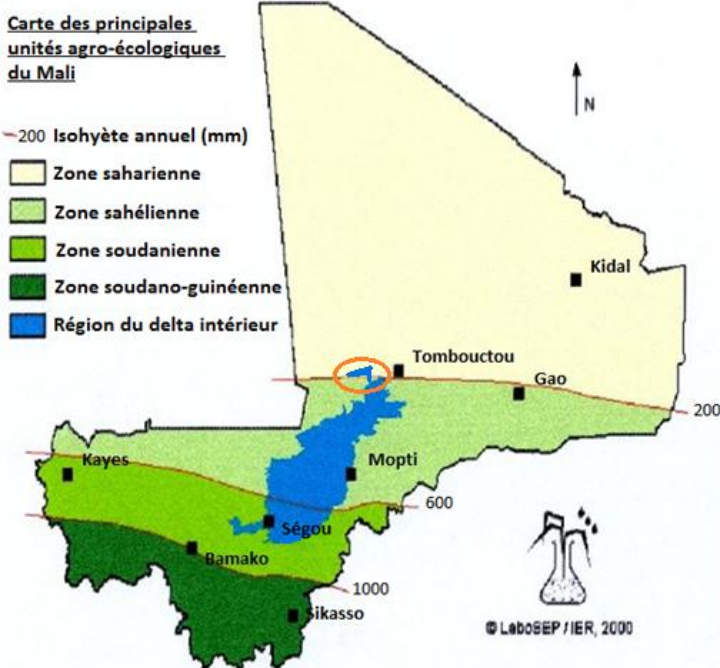 Carte des principales
unités agro-écologiques
du Mali
N
200 Isohyète annuel (mm)
Zone saharienne
Zone sahélienne
Zone soudanienne
Zone soudano-guinéenne
Région du delta intérieur
Kidal
Tombouctou
Gao
200
Kayes
Mopti
600
Ségou
Bamako
1000
Sikasso
© LaboSEP / IER, 2000